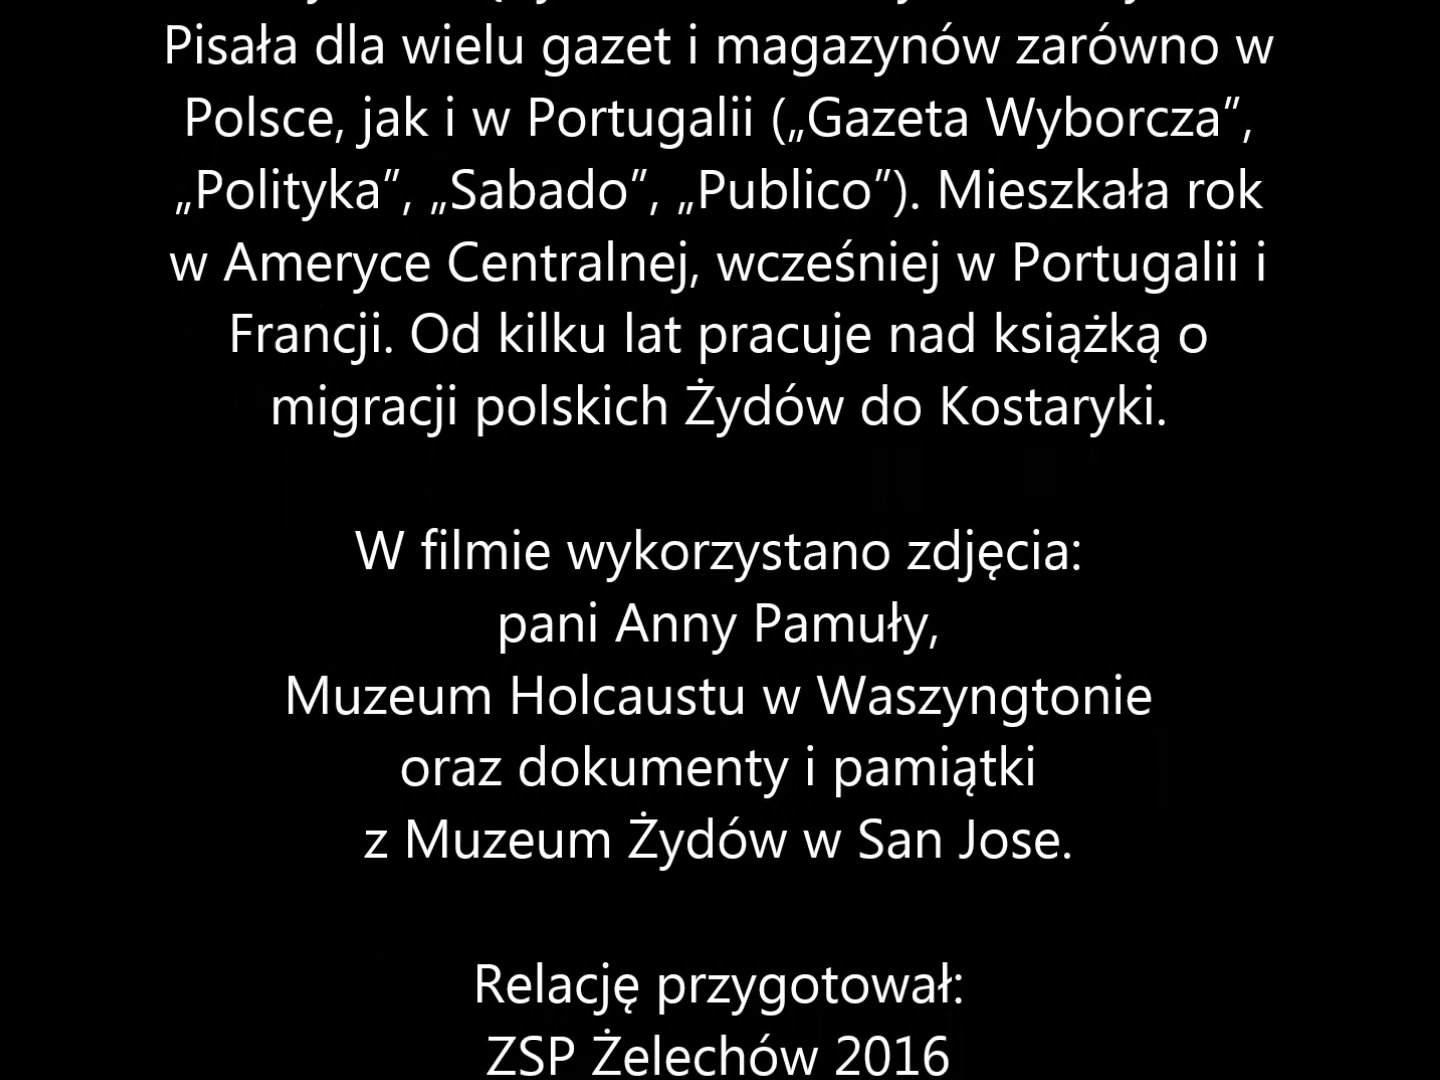 Pisała dla wielu gazet i magazynów zarówno w
Polsce, jak i w Portugalii („Gazeta Wyborcza”,
„Polityka”, „Sabado”, „Publico”). Mieszkała rok
w Ameryce Centralnej, wcześniej w Portugalii i
Francji. Od kilku lat pracuje nad książką o
migracji polskich Żydów do Kostaryki.
W filmie wykorzystano zdjęcia:
pani Anny Pamuły,
Muzeum Holcaustu w Waszyngtonie
oraz dokumenty i pamiątki
z Muzeum Żydów w San Jose.
Relację przygotował:
ZSP Żelechów 2016